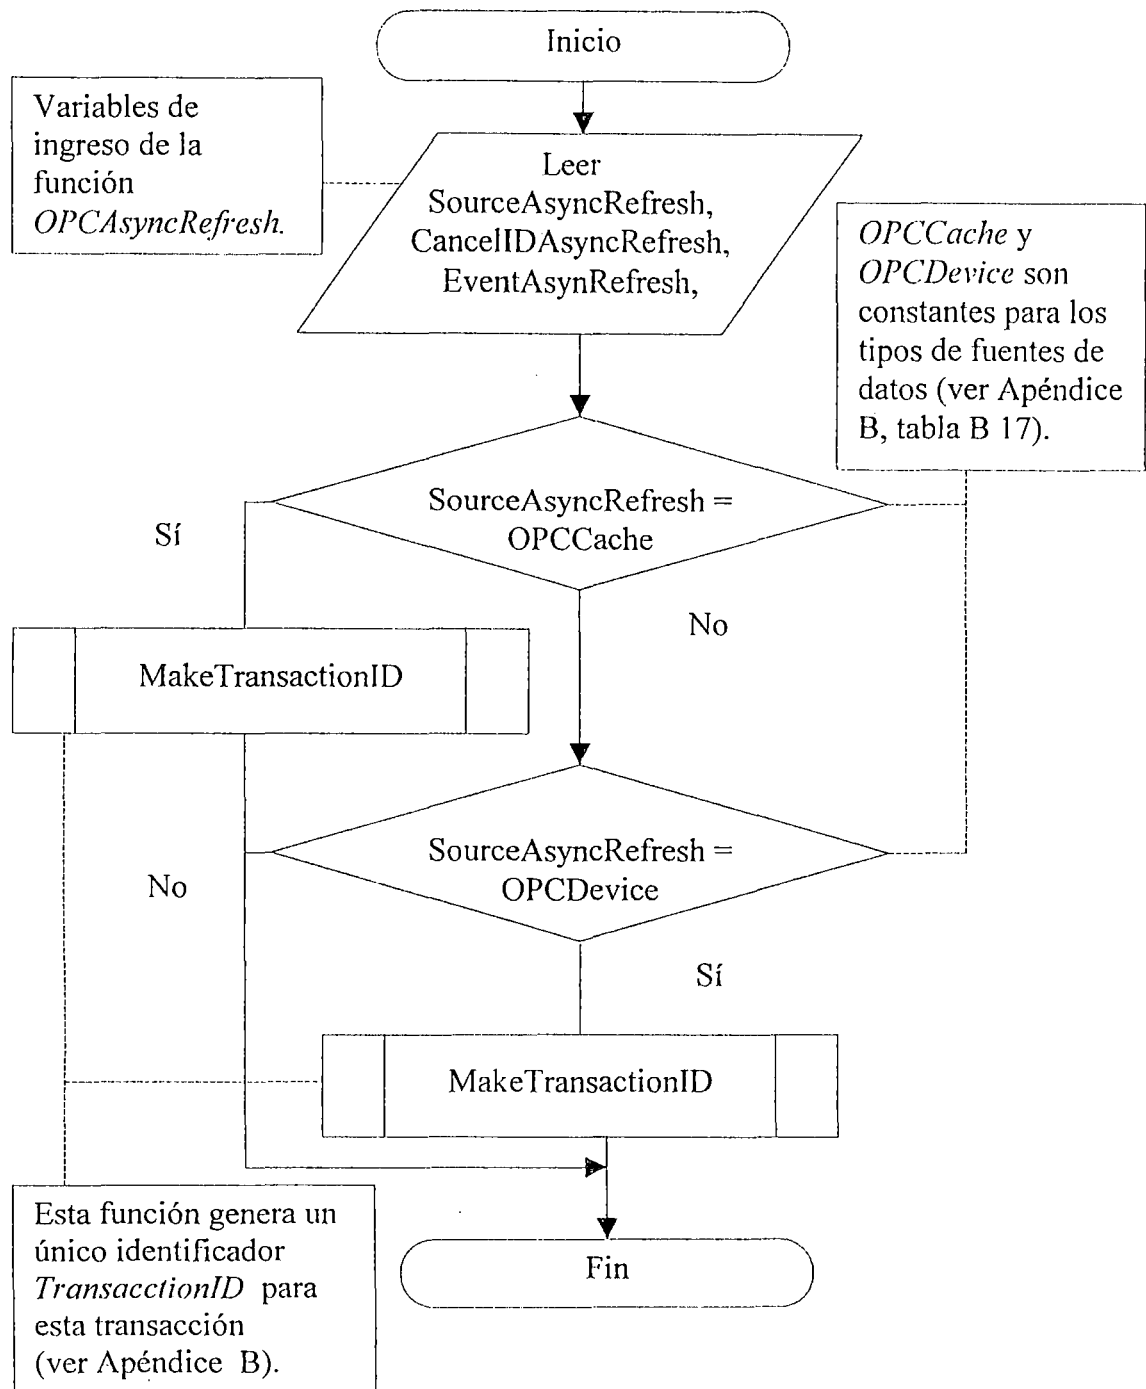 Inicio
Variables de
ingreso de la
función
OPCAsyncRefresh.
Leer
SourceAsyncRefresh,
CancelIDAsyncRefresh,
EventAsynRefresh,
OPCCache y
OPCDevice son
constantes para los
tipos de fuentes de
datos (ver Apéndice
B, tabla B 17).
SourceAsyncRefresh =
OPCCache
Sí
No
MakeTransactionID
SourceAsyncRefresh =
OPCDevice
No
Sí
MakeTransactionID
Esta función genera un
único identificador
TransacctionID para
esta transacción
(ver Apéndice B).
Fin